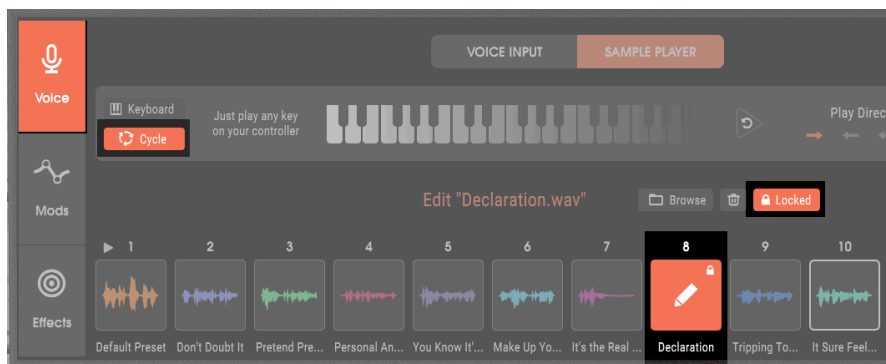 VOICE INPUT
SAMPLE PLAYER
Voice
Keyboard
Cycle
Just play any key
on your controller
Play Direc
Mods
Edit "Declaration.wav"
Browse
Locked
1 2 3 4 5 6 7 8 9 10
Effects
Default Preset Don't Doubt It Pretend Pre... Personal An... You Know It'... Make Up Yo... It's the Real ... Declaration Tripping To... It Sure Feel...